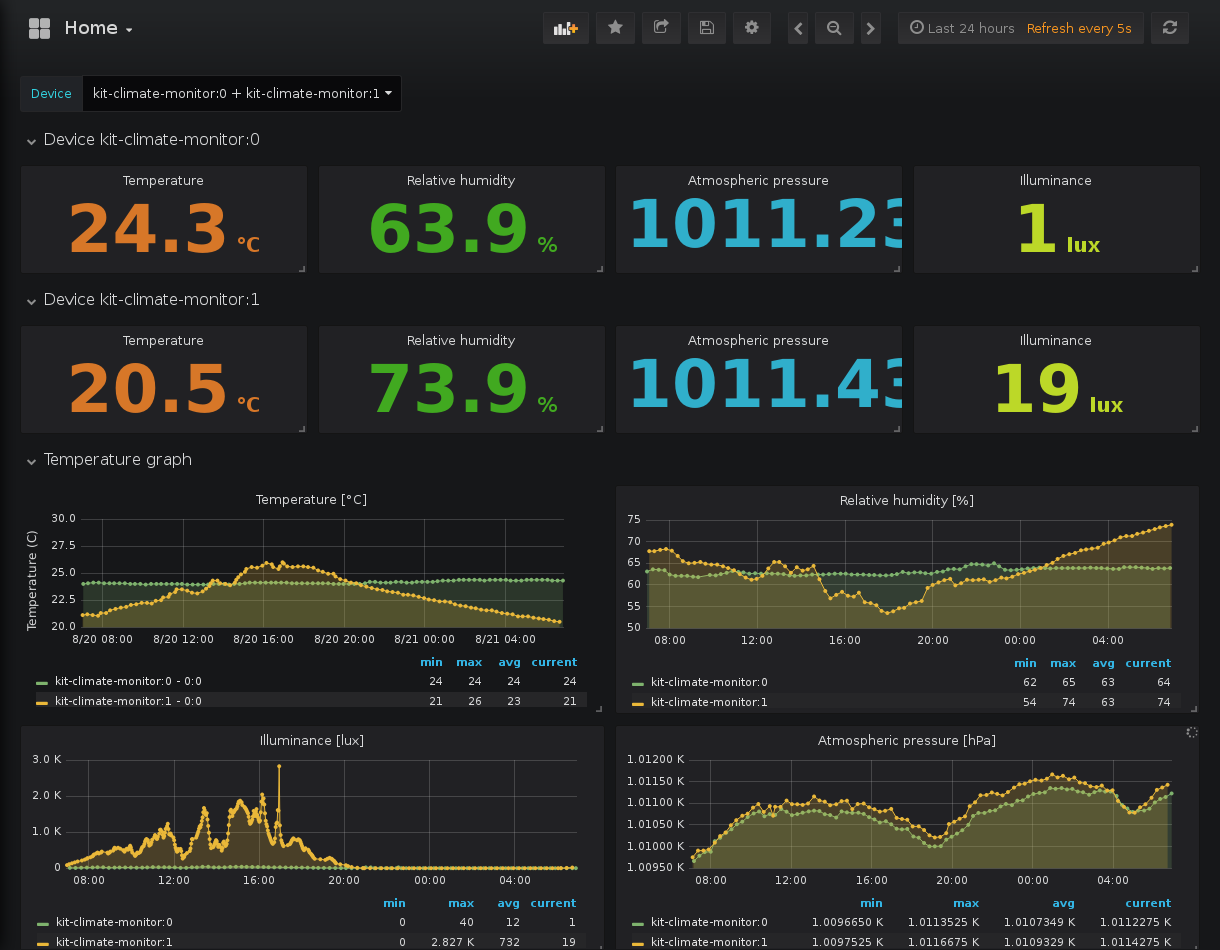 Home
Last 24 hours Refresh every 5s
Device kit-climate-monitor:0 + kit-climate-monitor:1
Device kit-climate-monitor:0
Temperature
24.3 °C
Relative humidity
63.9 %
Atmospheric pressure
1011.23
Illuminance
1 lux
Device kit-climate-monitor:1
Temperature
20.5 °C
Relative humidity
73.9 %
Atmospheric pressure
1011.43
Illuminance
19 lux
Temperature graph
Temperature [°C]
Temperature (C)
30.0
27.5
25.0
22.5
20.0
8/20 08:00 8/20 12:00 8/20 16:00 8/20 20:00 8/21 00:00 8/21 04:00
min max avg current
kit-climate-monitor:0 - 0:0 24 24 24 24
kit-climate-monitor:1 - 0:0 21 26 23 21
Relative humidity [%]
75
70
65
60
55
50
08:00 12:00 16:00 20:00 00:00 04:00
min max avg current
kit-climate-monitor:0 62 65 63 64
kit-climate-monitor:1 54 74 63 74
Illuminance [lux]
3.0 K
2.0 K
1.0 K
0
08:00 12:00 16:00 20:00 00:00 04:00
min max avg current
kit-climate-monitor:0 0 40 12 1
kit-climate-monitor:1 0 2.827 K 732 19
Atmospheric pressure [hPa]
1.01200 K
1.01150 K
1.01100 K
1.01050 K
1.01000 K
1.00950 K
08:00 12:00 16:00 20:00 00:00 04:00
min max avg current
kit-climate-monitor:0 1.0096650 K 1.0113525 K 1.0107349 K 1.0112275 K
kit-climate-monitor:1 1.0097525 K 1.0116675 K 1.0109329 K 1.0114275 K